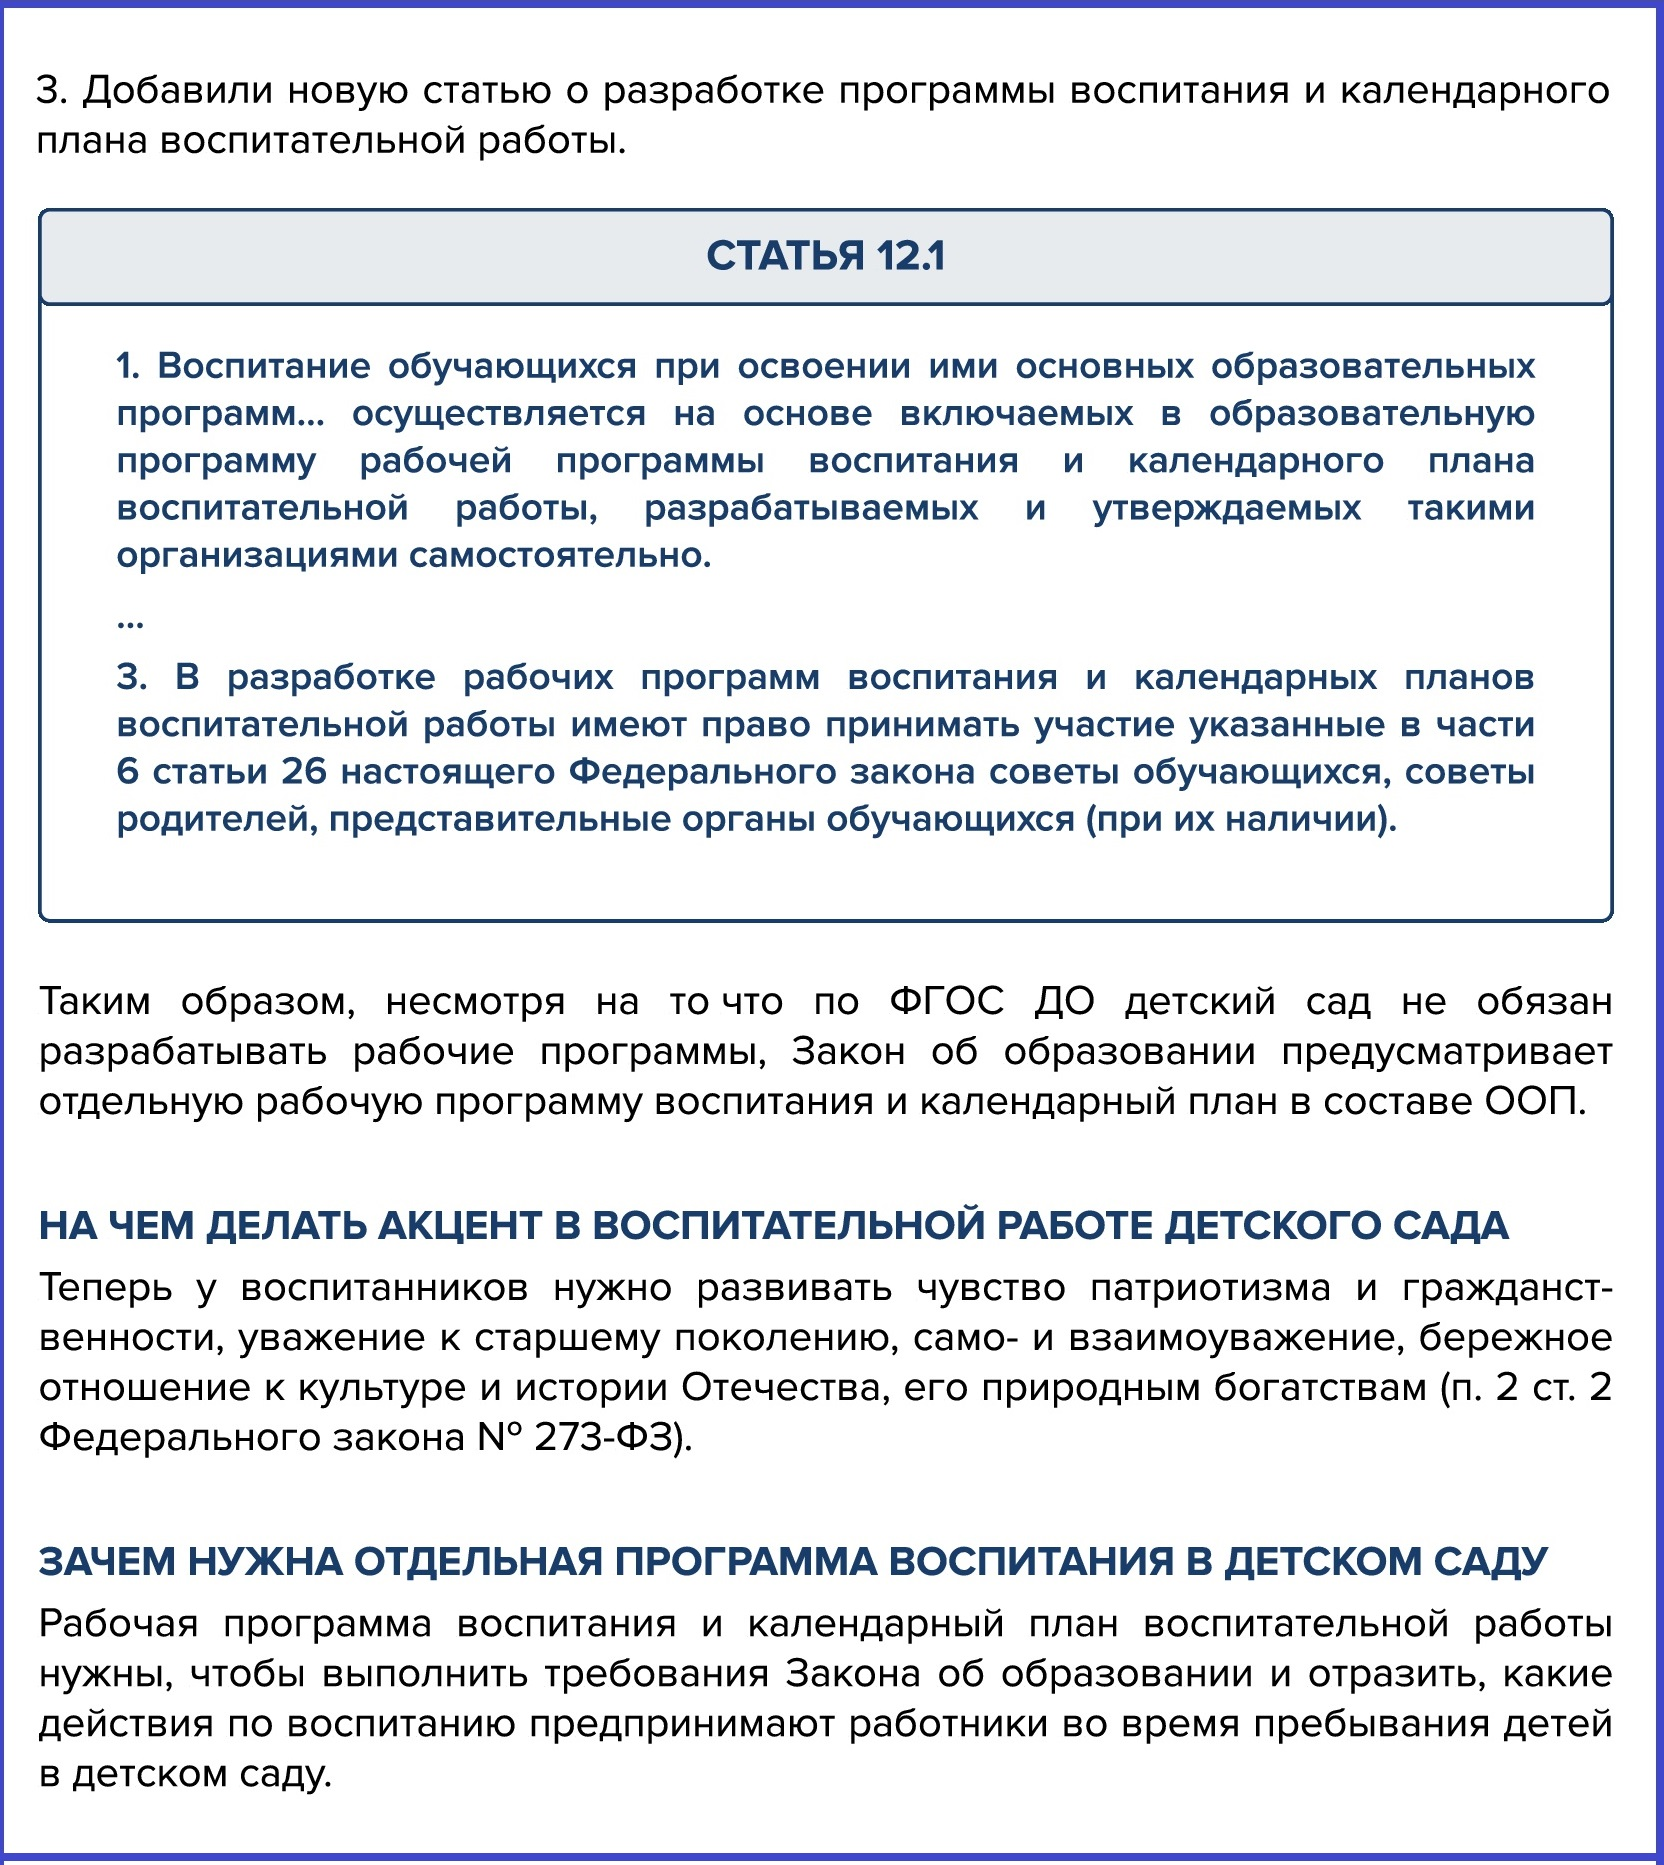 3. Добавили новую статью о разработке программы воспитания и календарного
плана воспитательной работы.
СТАТЬЯ 12.1
1. Воспитание обучающихся при освоении ими основных образовательных
программ... осуществляется на основе включаемых в образовательную
программу рабочей программы воспитания и календарного плана
воспитательной работы, разрабатываемых и утверждаемых такими
организациями самостоятельно.
...
3. В разработке рабочих программ воспитания и календарных планов
воспитательной работы имеют право принимать участие указанные в части
6 статьи 26 настоящего Федерального закона советы обучающихся, советы
родителей, представительные органы обучающихся (при их наличии).
Таким образом, несмотря на то что по ФГОС ДО детский сад не обязан
разрабатывать рабочие программы, Закон об образовании предусматривает
отдельную рабочую программу воспитания и календарный план в составе ООП.
НА ЧЕМ ДЕЛАТЬ АКЦЕНТ В ВОСПИТАТЕЛЬНОЙ РАБОТЕ ДЕТСКОГО САДА
Теперь у воспитанников нужно развивать чувство патриотизма и гражданст-
венности, уважение к старшему поколению, само- и взаимоуважение, бережное
отношение к культуре и истории Отечества, его природным богатствам (п. 2 ст. 2
Федерального закона № 273-ФЗ).
ЗАЧЕМ НУЖНА ОТДЕЛЬНАЯ ПРОГРАММА ВОСПИТАНИЯ В ДЕТСКОМ САДУ
Рабочая программа воспитания и календарный план воспитательной работы
нужны, чтобы выполнить требования Закона об образовании и отразить, какие
действия по воспитанию предпринимают работники во время пребывания детей
в детском саду.